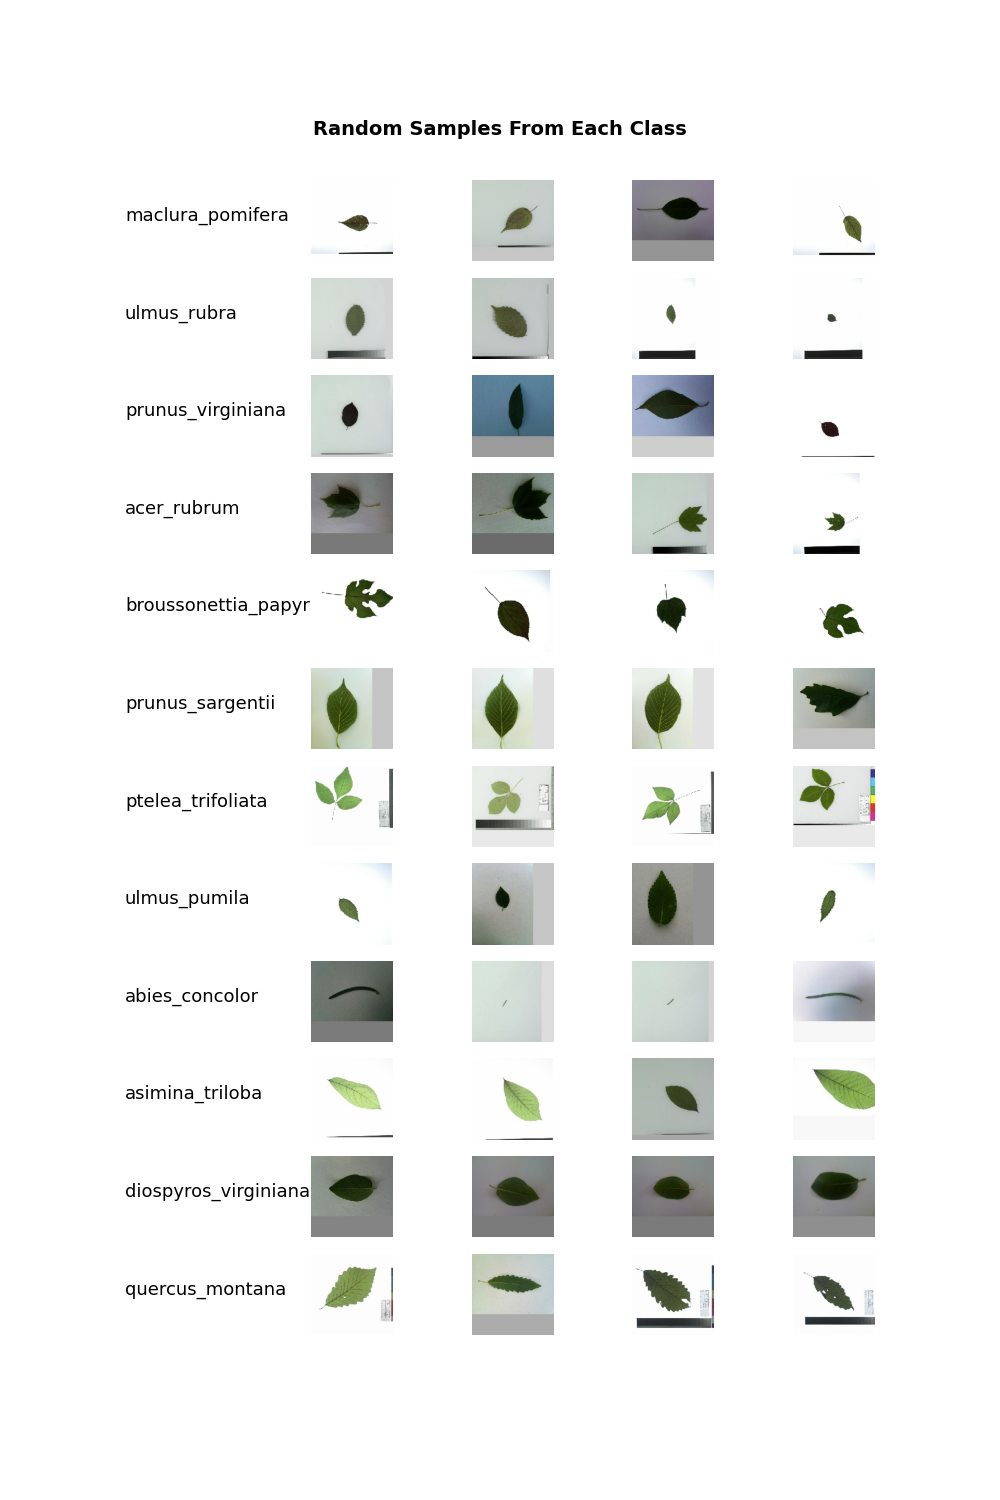 Random Samples From Each Class
maclura_pomifera
ulmus_rubra
prunus_virginiana
acer_rubrum
broussonettia_papyr
prunus_sargentii
ptelea_trifoliata
ulmus_pumila
abies_concolor
asimina_triloba
diospyros_virginiana
quercus_montana